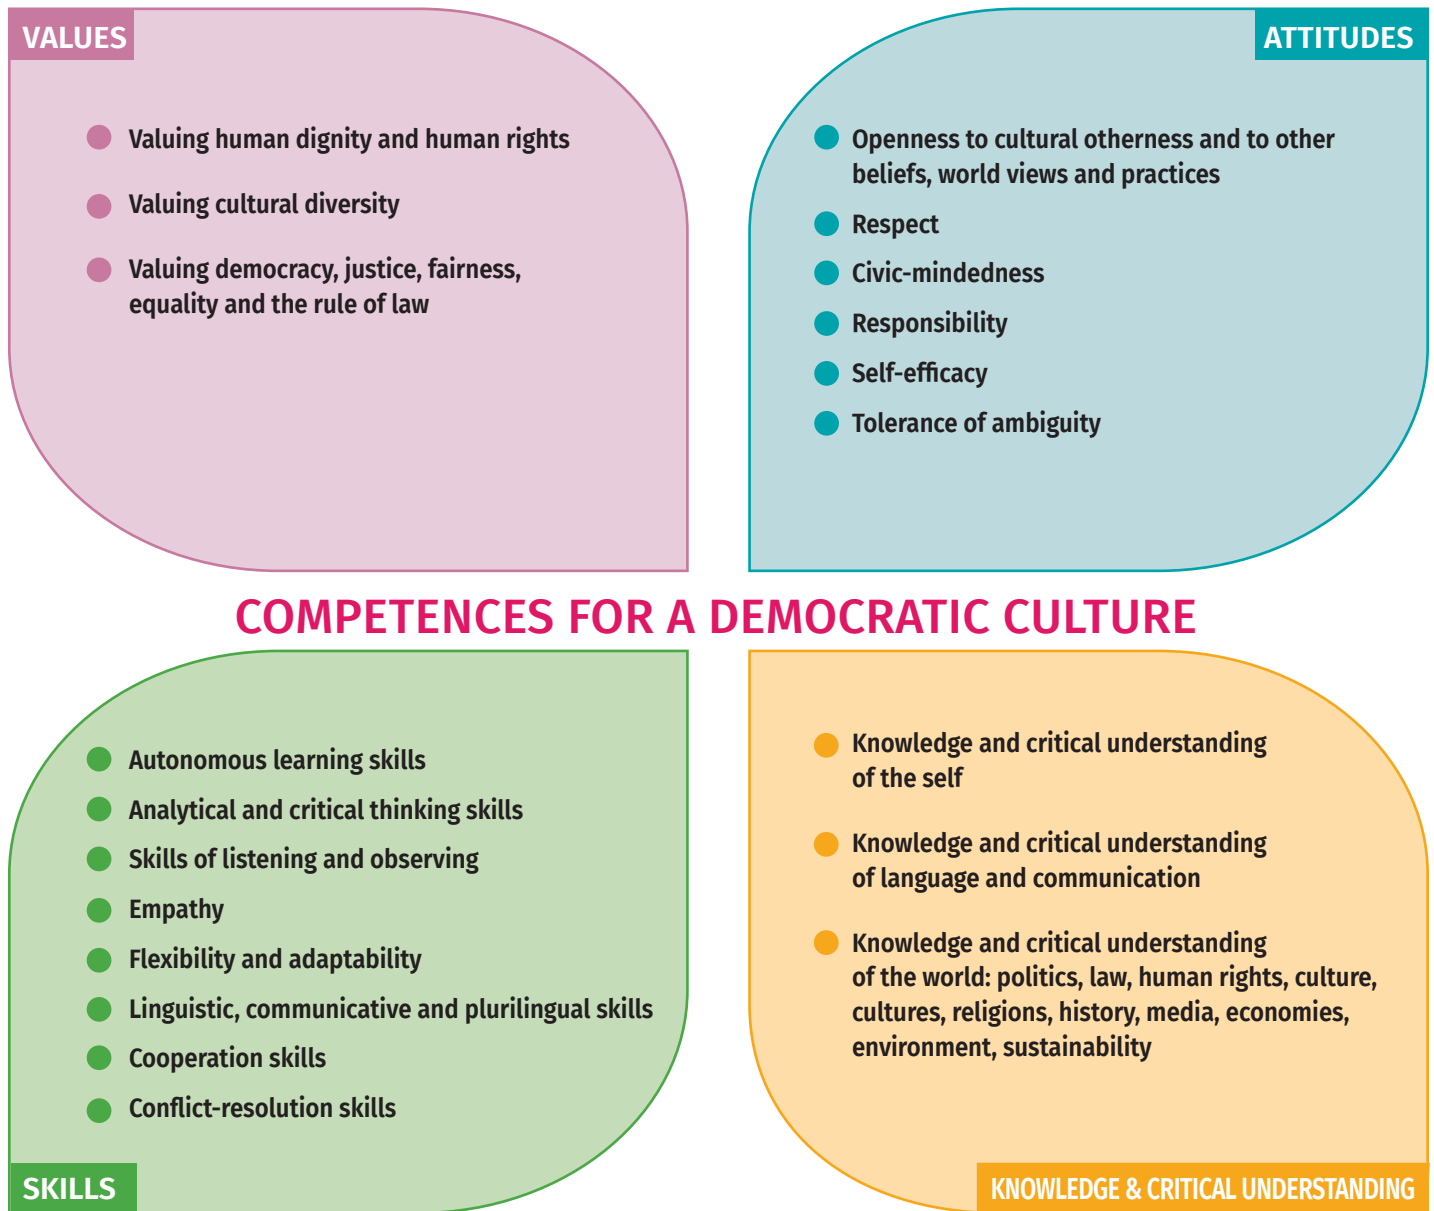 VALUES
Valuing human dignity and human rights
Valuing cultural diversity
Valuing democracy, justice, fairness,
equality and the rule of law
ATTITUDES
Openness to cultural otherness and to other
beliefs, world views and practices
Respect
Civic-mindedness
Responsibility
Self-efficacy
Tolerance of ambiguity
COMPETENCES FOR A DEMOCRATIC CULTURE
Autonomous learning skills
Analytical and critical thinking skills
Skills of listening and observing
Empathy
Flexibility and adaptability
Linguistic, communicative and plurilingual skills
Cooperation skills
Conflict-resolution skills
SKILLS
Knowledge and critical understanding
of the self
Knowledge and critical understanding
of language and communication
Knowledge and critical understanding
of the world: politics, law, human rights, culture,
cultures, religions, history, media, economies,
environment, sustainability
KNOWLEDGE & CRITICAL UNDERSTANDING